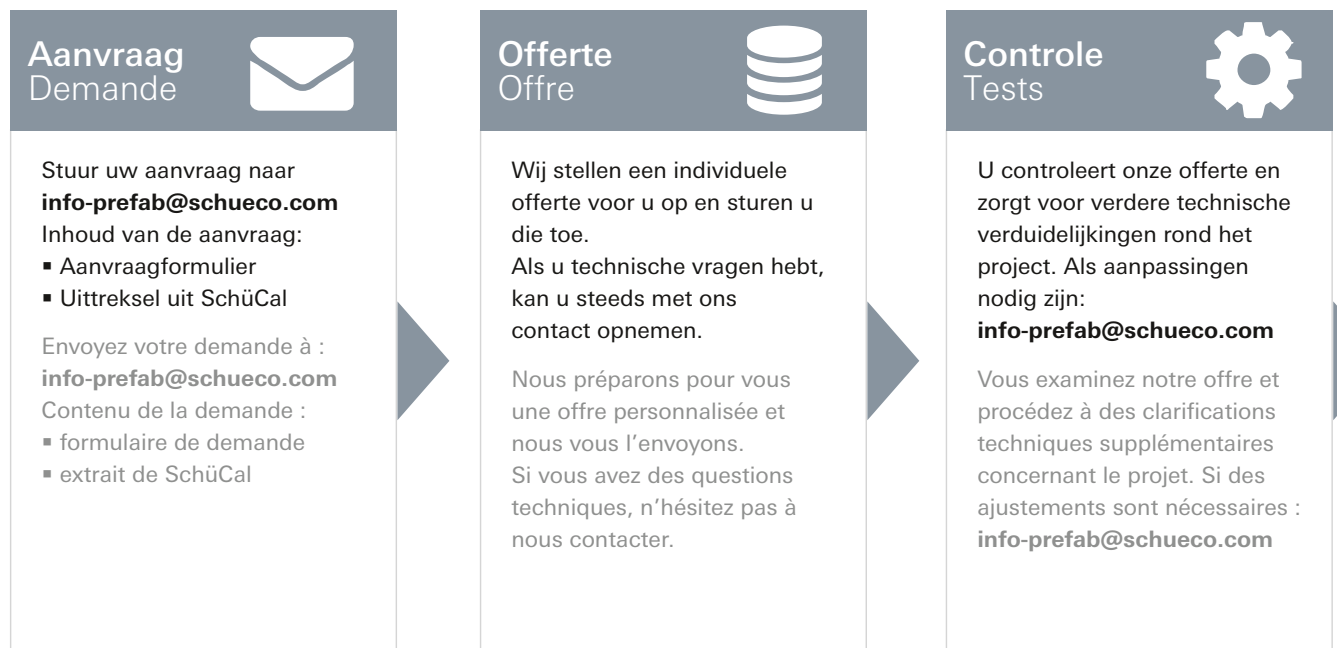 Aanvraag
Demande
Stuur uw aanvraag naar
info-prefab@schueco.com
Inhoud van de aanvraag:
▪ Aanvraagformulier
▪ Uittreksel uit SchüCal
Envoyez votre demande à :
info-prefab@schueco.com
Contenu de la demande :
▪ formulaire de demande
▪ extrait de SchüCal
Offerte
Offre
Wij stellen een individuele
offerte voor u op en sturen u
die toe.
Als u technische vragen hebt,
kan u steeds met ons
contact opnemen.
Nous préparons pour vous
une offre personnalisée et
nous vous l’envoyons.
Si vous avez des questions
techniques, n’hésitez pas à
nous contacter.
Controle
Tests
U controleert onze offerte en
zorgt voor verdere technische
verduidelijkingen rond het
project. Als aanpassingen
nodig zijn:
info-prefab@schueco.com
Vous examinez notre offre et
procédez à des clarifications
techniques supplémentaires
concernant le projet. Si des
ajustements sont nécessaires :
info-prefab@schueco.com